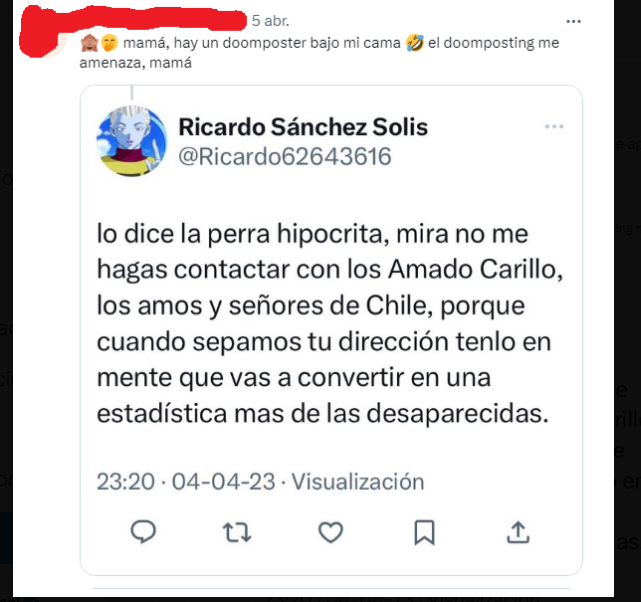 5 abr.
🙈🤭 mamá, hay un doomposter bajo mi cama 🤣 el doomposting me
amenaza, mamá
Ricardo Sánchez Solis
@Ricardo62643616
lo dice la perra hipocrita, mira no me
hagas contactar con los Amado Carillo,
los amos y señores de Chile, porque
cuando sepamos tu dirección tenlo en
mente que vas a convertir en una
estadística mas de las desaparecidas.
23:20 · 04-04-23 · Visualización